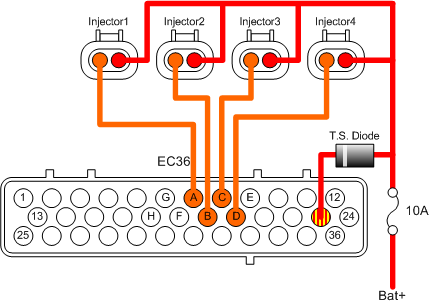 Injector1 Injector2 Injector3 Injector4
T.S. Diode
EC36
1 G A C E 12
13 H F B D 24
25 36
10A
Bat+